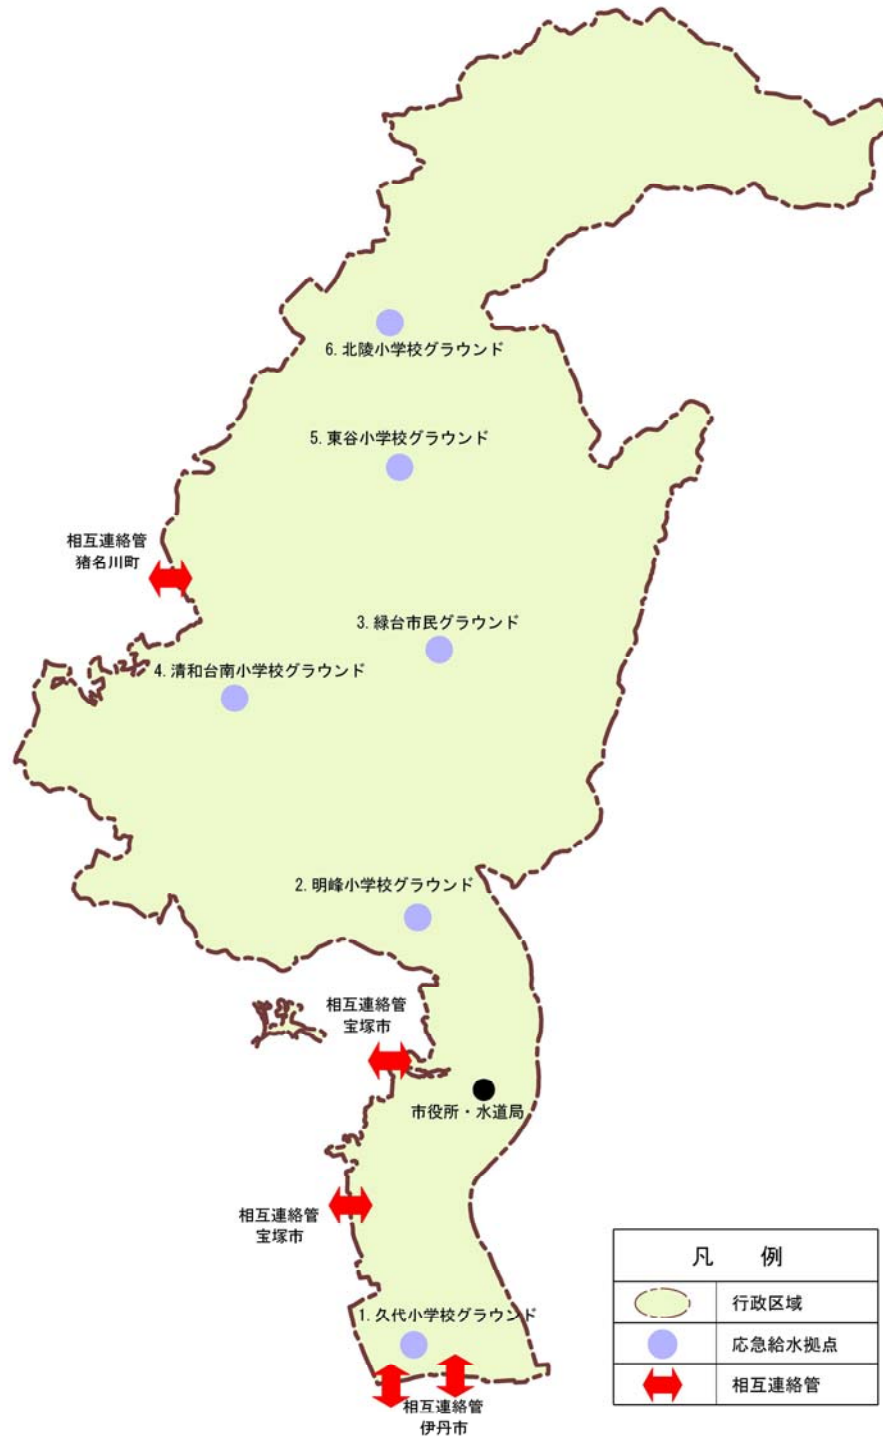 6.北陵小学校グラウンド
5.東谷小学校グラウンド
相互連絡管
猪名川町
3.緑台市民グラウンド
4.清和台南小学校グラウンド
2.明峰小学校グラウンド
相互連絡管
宝塚市
市役所・水道局
相互連絡管
宝塚市
1.久代小学校グラウンド
相互連絡管
伊丹市
凡 例
行政区域
応急給水拠点
相互連絡管